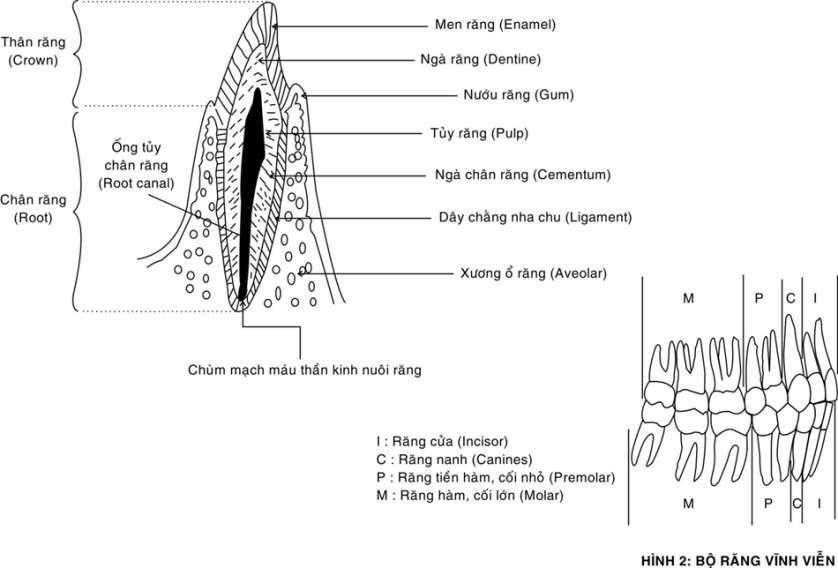 Thân răng
(Crown)
Chân răng
(Root)
Ống tủy
chân răng
(Root canal)
Men răng (Enamel)
Ngà răng (Dentine)
Nướu răng (Gum)
Tủy răng (Pulp)
Ngà chân răng (Cementum)
Dây chằng nha chu (Ligament)
Xương ổ răng (Aveolar)
Chùm mạch máu thần kinh nuôi răng
M P C I
I : Răng cửa (Incisor)
C : Răng nanh (Canines)
P : Răng tiền hàm, cối nhỏ (Premolar)
M : Răng hàm, cối lớn (Molar)
M P C I
HÌNH 2: BỘ RĂNG VĨNH VIỄN